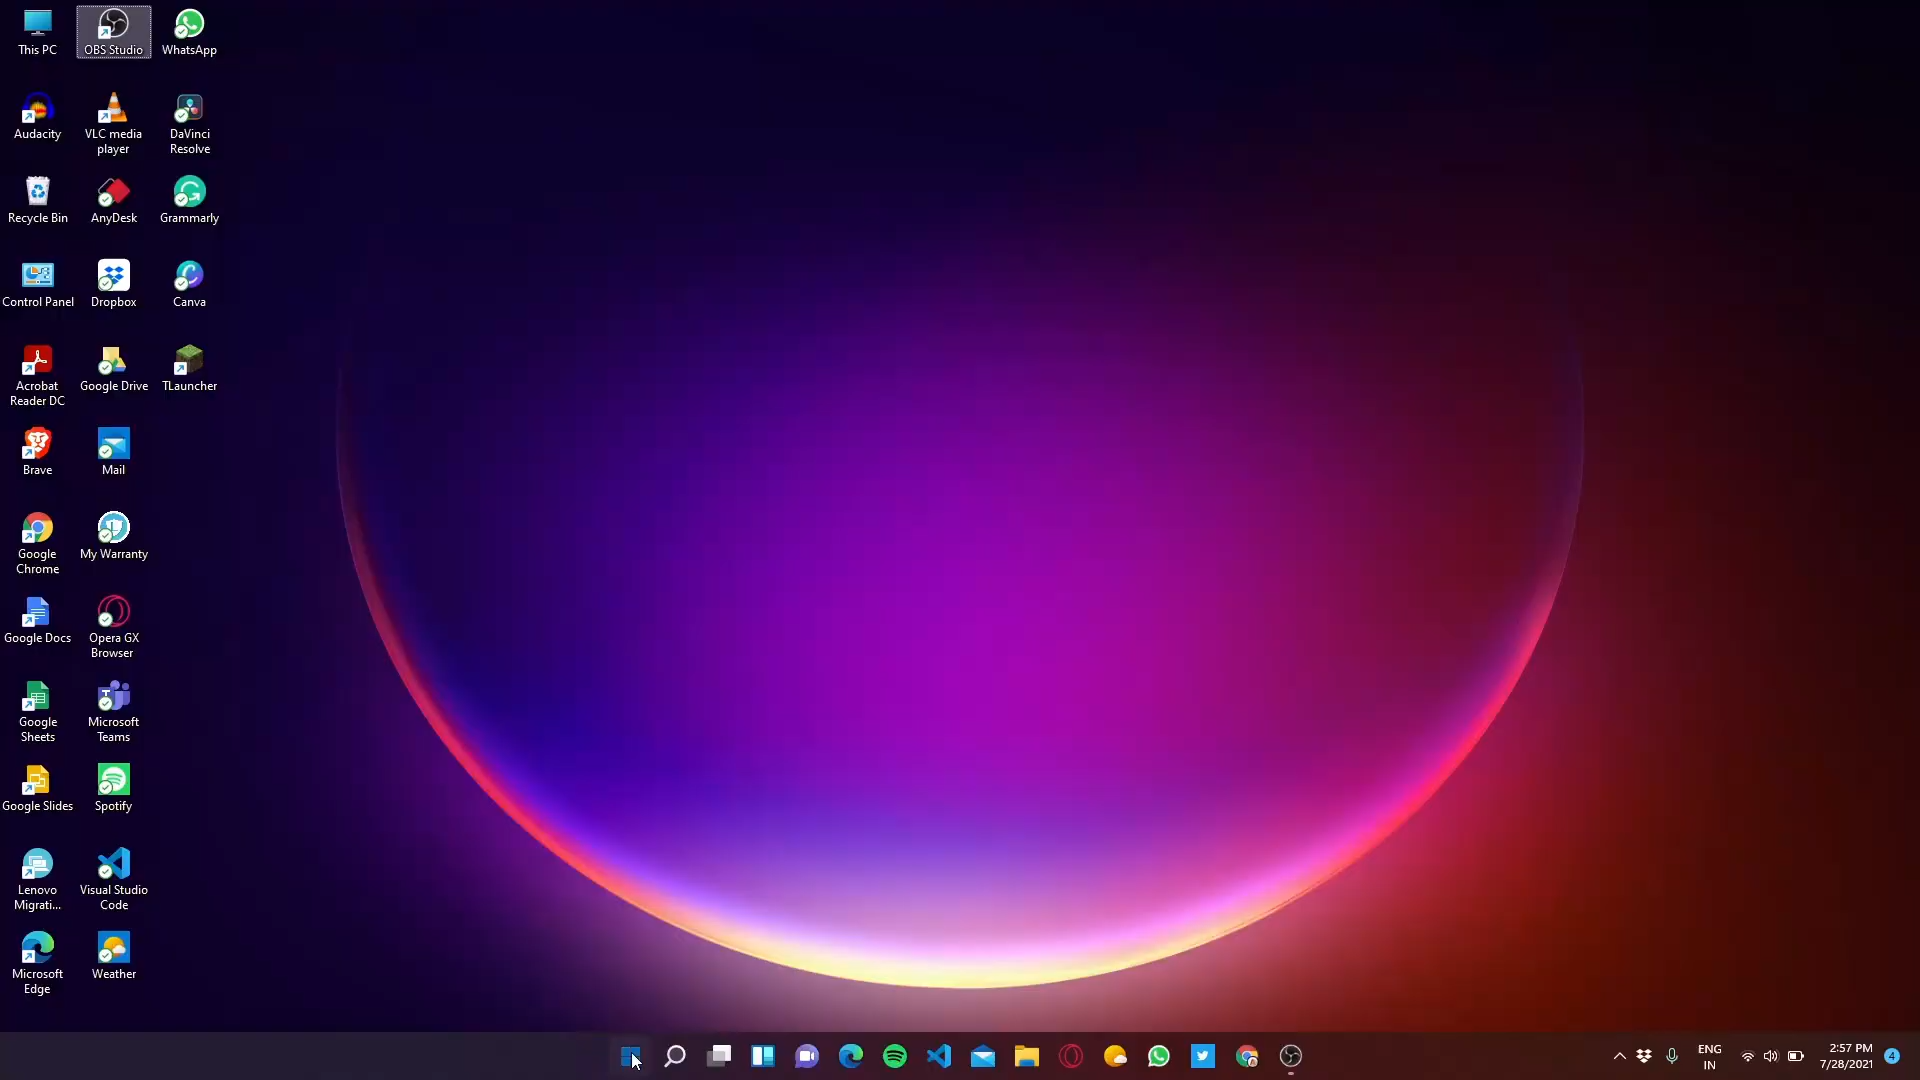 This PC
OBS Studio
WhatsApp
Audacity
VLC media
player
DaVinci
Resolve
Recycle Bin
AnyDesk
Grammarly
Control Panel
Dropbox
Canva
Acrobat
Reader DC
Google Drive
TLauncher
Brave
Mail
Google
Chrome
My Warranty
Google Docs
Opera GX
Browser
Google
Sheets
Microsoft
Teams
Google Slides
Spotify
Lenovo
Migrati...
Visual Studio
Code
Microsoft
Edge
Weather
ENG
IN
2:57 PM
7/28/2021
4